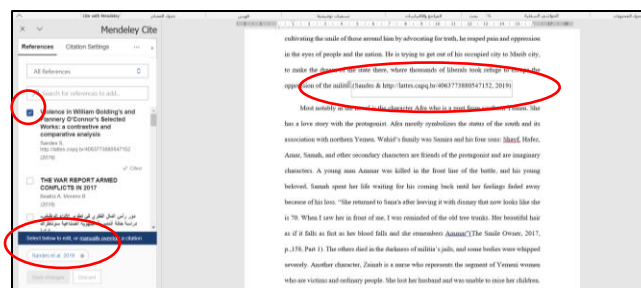 Mendeley Cite
References Citation Settings ...
All References
Search for references to add...
Violence in William Golding's and
Flannery O'Connor's Selected
Works: a contrastive and
comparative analysis
Sandes S,
http://lattes.cnpq.br/4063773880547152
(2019)
Cited
THE WAR REPORT ARMED
CONFLICTS IN 2017
(2019)
Select below to edit, or manually override a citation
Sandes et al. 2019
Save changes Discard
cultivating the smile of those around him by advocating for truth, he reaped pain and oppression
in the eyes of people and the nation. He is trying to get out of his occupied city to Marib city,
to make the dream of the state there, where thousands of liberals took refuge to escape the
oppression of the militia.(Sandes & http://lattes.cnpq.br/4063773880547152, 2019)
Most notably in the novel is the character Afra who is a poet from southern Yemen. She
has a love story with the protagonist. Afra mostly symbolizes the status of the south and its
association with northern Yemen. Wahif's family was Samira and his four sons: Sharif, Hafez,
Amar, Samah, and other secondary characters are friends of the protagonist and are imaginary
characters. A young man Ammar was killed in the front line of the battle, and his young
beloved, Samah spent her life waiting for his coming back until her feelings faded away
because of his loss. "She returned to Sana'a after leaving it with dismay that now looks like she
is 70. When I saw her in front of me, I was reminded of the old tree trunks. Her beautiful hair
as if it falls as flat as her blood falls and she remembers Ammar"(The Smile Owner, 2017,
p.,158, Part 1). The others died in the darkness of militia's jails, and some bodies were whipped
severely. Another character, Zainab is a nurse who represents the segment of Yemeni women
who are victims and ordinary people. She lost her husband and was unable to raise her children.